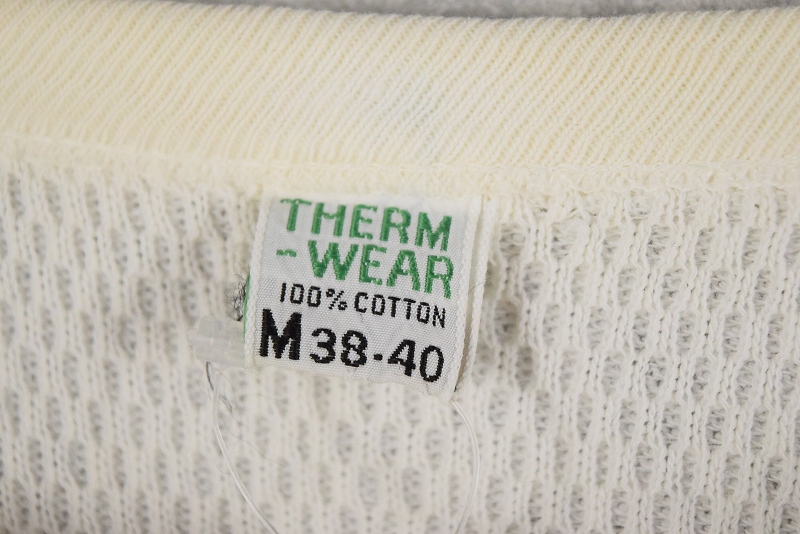 THERM
-WEAR
100% COTTON
M 38-40